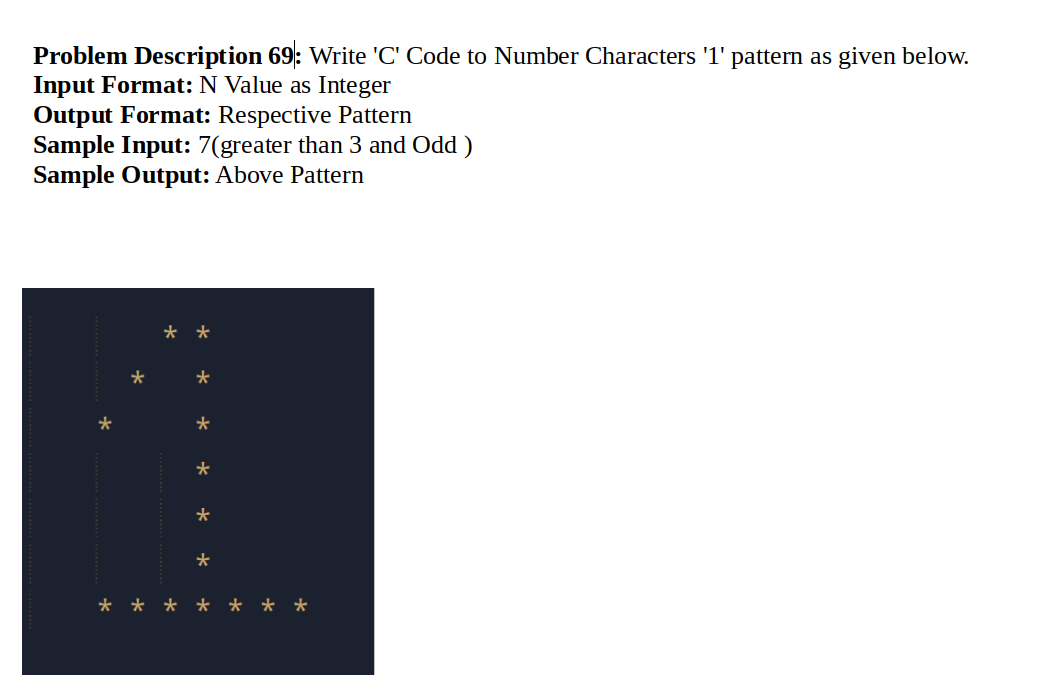 Problem Description 69: Write 'C' Code to Number Characters '1' pattern as given below.
Input Format: N Value as Integer
Output Format: Respective Pattern
Sample Input: 7(greater than 3 and Odd )
Sample Output: Above Pattern
* *
* *
* *
*
*
*
* * * * * * *